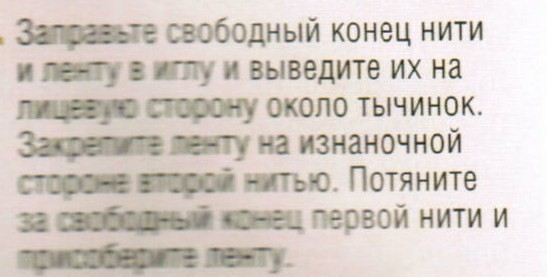 Заправьте свободный конец нити
и ленту в иглу и выведите их на
лицевую сторону около тычинок.
Закрепите ленту на изнаночной
стороне второй нитью. Потяните
за свободный конец первой нити и
присоберите ленту.